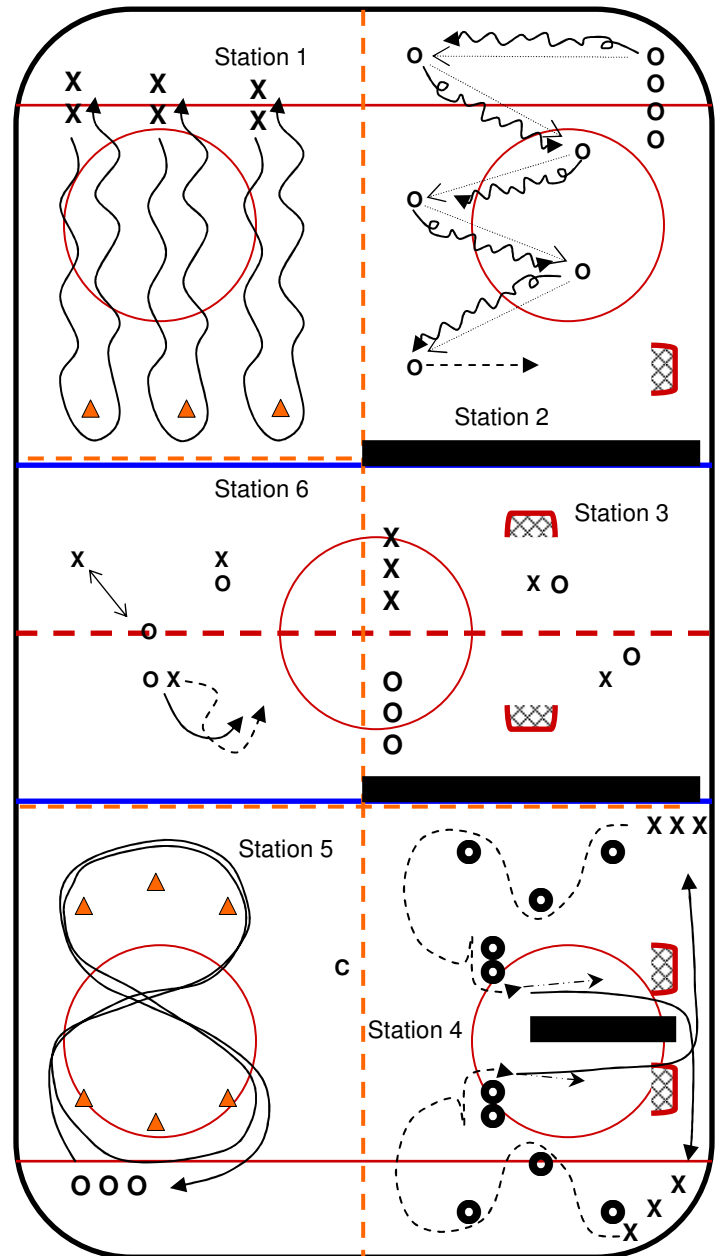 Station 1
X X X
X X X
O O
O
O
O
O
O
O
O
Station 2
Station 6
X X
O
O
O X
Station 3
X
X
X
X O
O
X
O
O
O
Station 5
O O O
C
X X X
Station 4
X
X
X